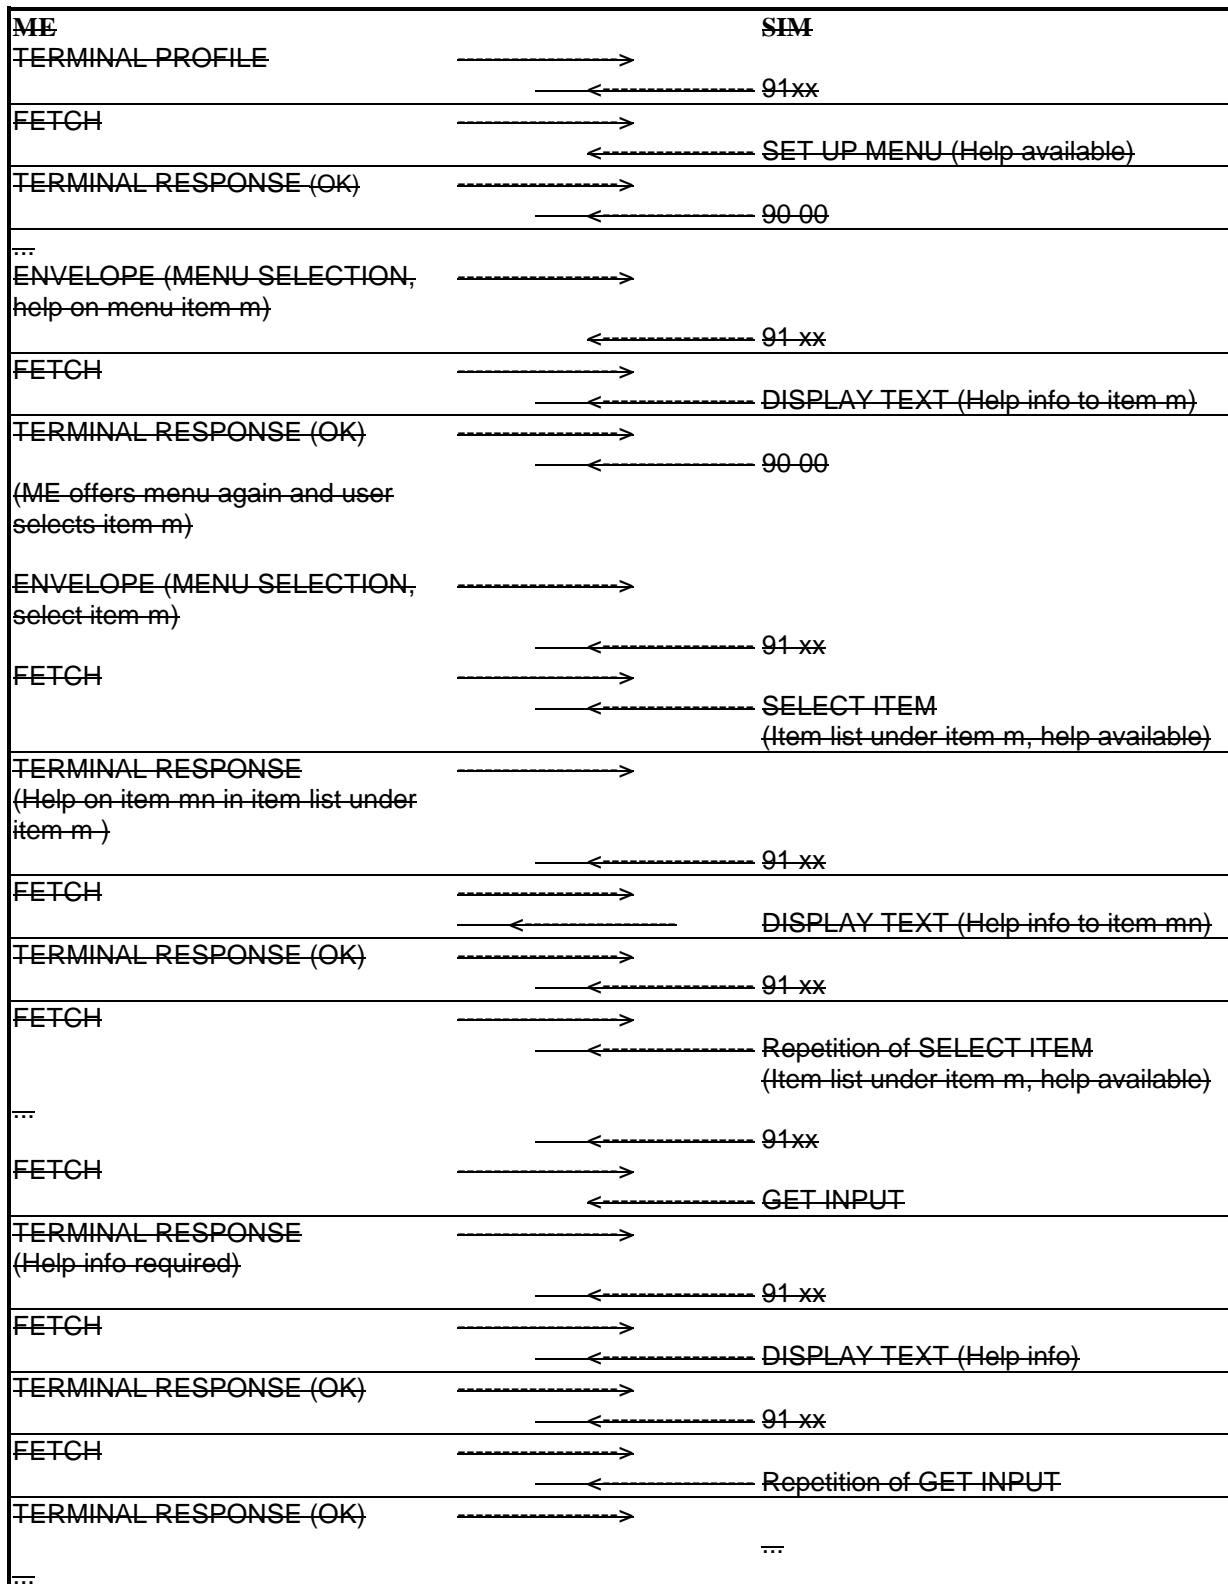 ME SIM
TERMINAL PROFILE ------------------>
<----------------- 91xx
FETCH ------------------>
<----------------- SET UP MENU (Help available)
TERMINAL RESPONSE (OK) ------------------>
<----------------- 90 00
...
ENVELOPE (MENU SELECTION, ------------------>
help on menu item m)
<----------------- 91 xx
FETCH ------------------>
<----------------- DISPLAY TEXT (Help info to item m)
TERMINAL RESPONSE (OK) ------------------>
<----------------- 90 00
(ME offers menu again and user
selects item m)
ENVELOPE (MENU SELECTION, ------------------>
select item m)
<----------------- 91 xx
FETCH ------------------>
<----------------- SELECT ITEM
(Item list under item m, help available)
TERMINAL RESPONSE ------------------>
(Help on item mn in item list under
item m )
<----------------- 91 xx
FETCH ------------------>
<----------------- DISPLAY TEXT (Help info to item mn)
TERMINAL RESPONSE (OK) ------------------>
<----------------- 91 xx
FETCH ------------------>
<----------------- Repetition of SELECT ITEM
(Item list under item m, help available)
...
<----------------- 91xx
FETCH ------------------>
<----------------- GET INPUT
TERMINAL RESPONSE ------------------>
(Help info required)
<----------------- 91 xx
FETCH ------------------>
<----------------- DISPLAY TEXT (Help info)
TERMINAL RESPONSE (OK) ------------------>
<----------------- 91 xx
FETCH ------------------>
<----------------- Repetition of GET INPUT
TERMINAL RESPONSE (OK) ------------------>
...
...